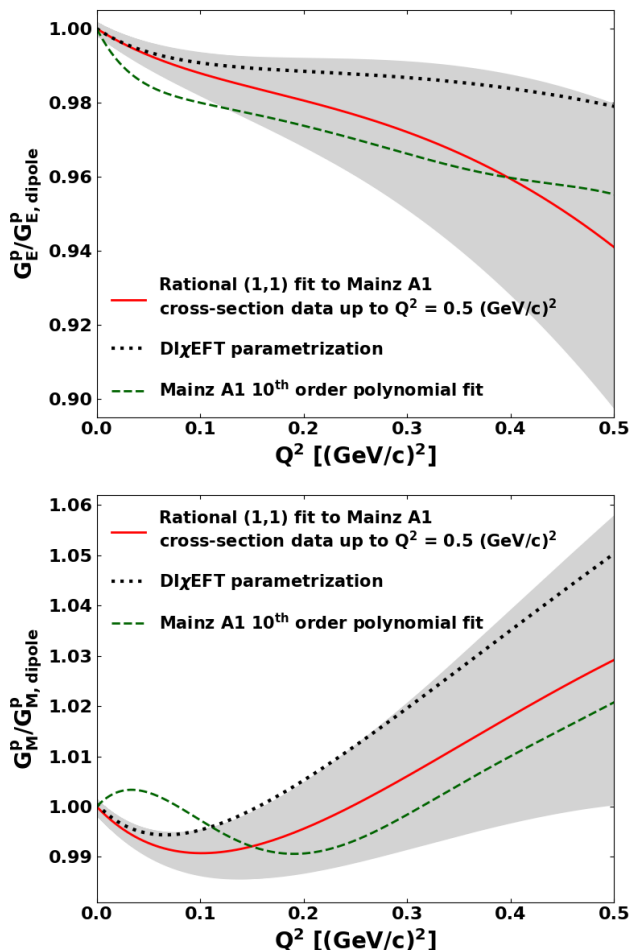 1.00
0.98
0.96
0.94
0.92
0.90
G_E^p/G_E,dipole^p
Rational (1,1) fit to Mainz A1
cross-section data up to Q² = 0.5 (GeV/c)²
DIχEFT parametrization
Mainz A1 10th order polynomial fit
0.0 0.1 0.2 0.3 0.4 0.5
Q² [(GeV/c)²]
1.06
1.05
1.04
1.03
1.02
1.01
1.00
0.99
G_M^p/G_M,dipole^p
Rational (1,1) fit to Mainz A1
cross-section data up to Q² = 0.5 (GeV/c)²
DIχEFT parametrization
Mainz A1 10th order polynomial fit
0.0 0.1 0.2 0.3 0.4 0.5
Q² [(GeV/c)²]